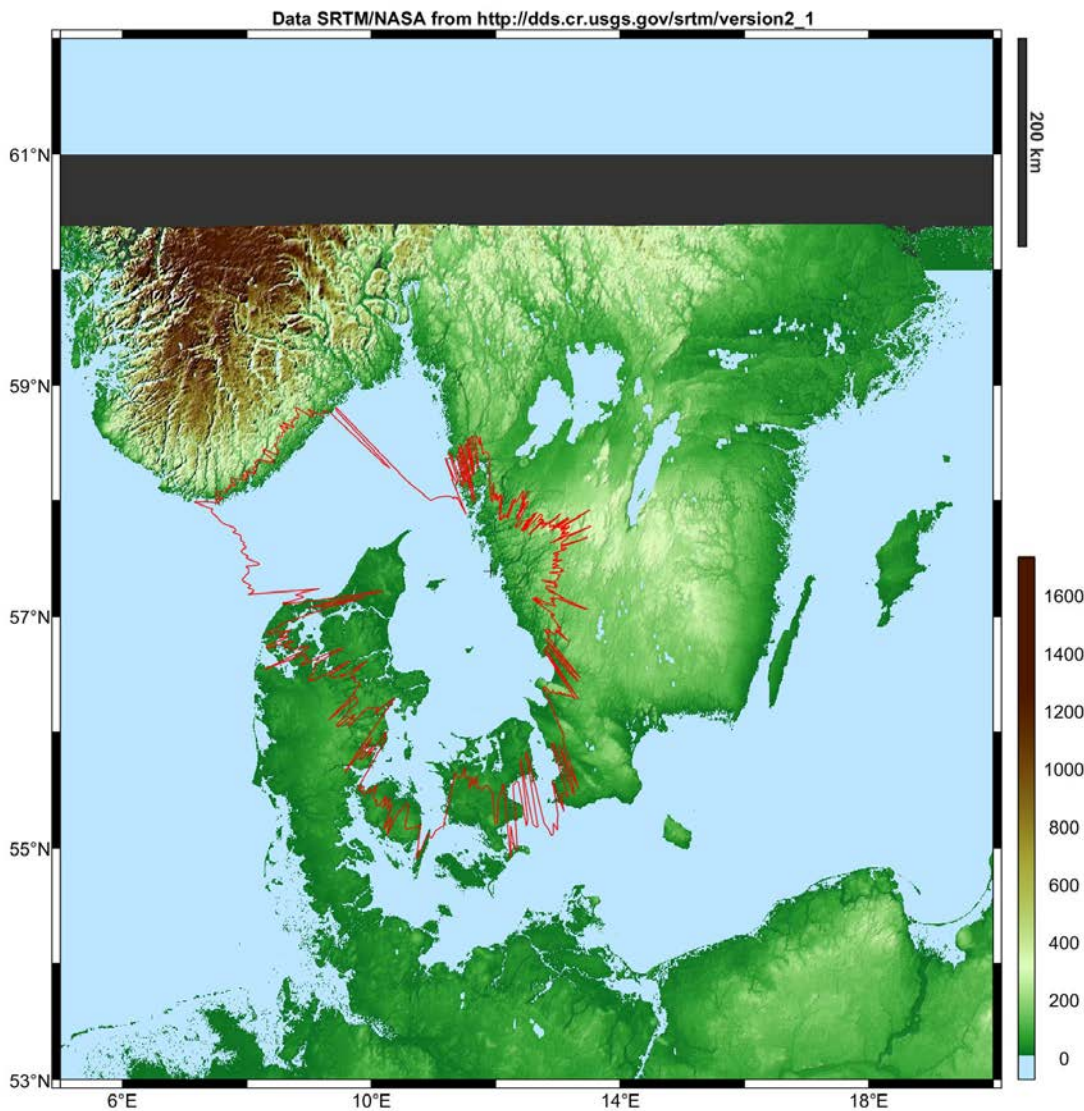 Data SRTM/NASA from http://dds.cr.usgs.gov/srtm/version2_1
200 km
61°N
59°N
57°N
55°N
53°N
6°E
10°E
14°E
18°E
1600
1400
1200
1000
800
600
400
200
0